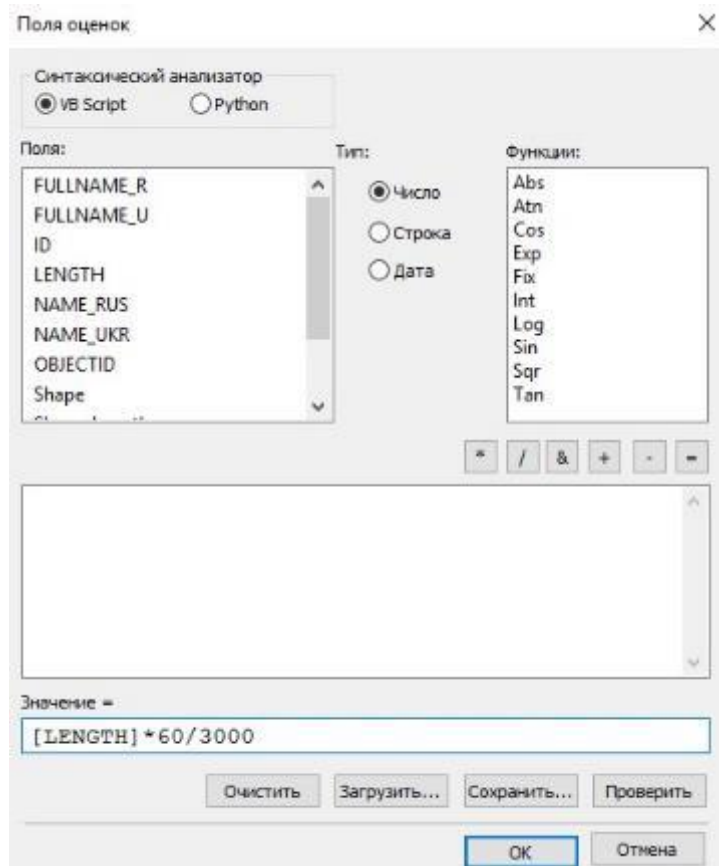 Поля оценок
Синтаксический анализатор
VB Script Python
Поля:
FULLNAME_R
FULLNAME_U
ID
LENGTH
NAME_RUS
NAME_UKR
OBJECTID
Shape
Тип:
Число
Строка
Дата
Функции:
Abs
Atn
Cos
Exp
Fix
Int
Log
Sin
Sqr
Tan
* / & + - =
Значение =
[LENGTH]*60/3000
Очистить Загрузить... Сохранить... Проверить
OK Отмена